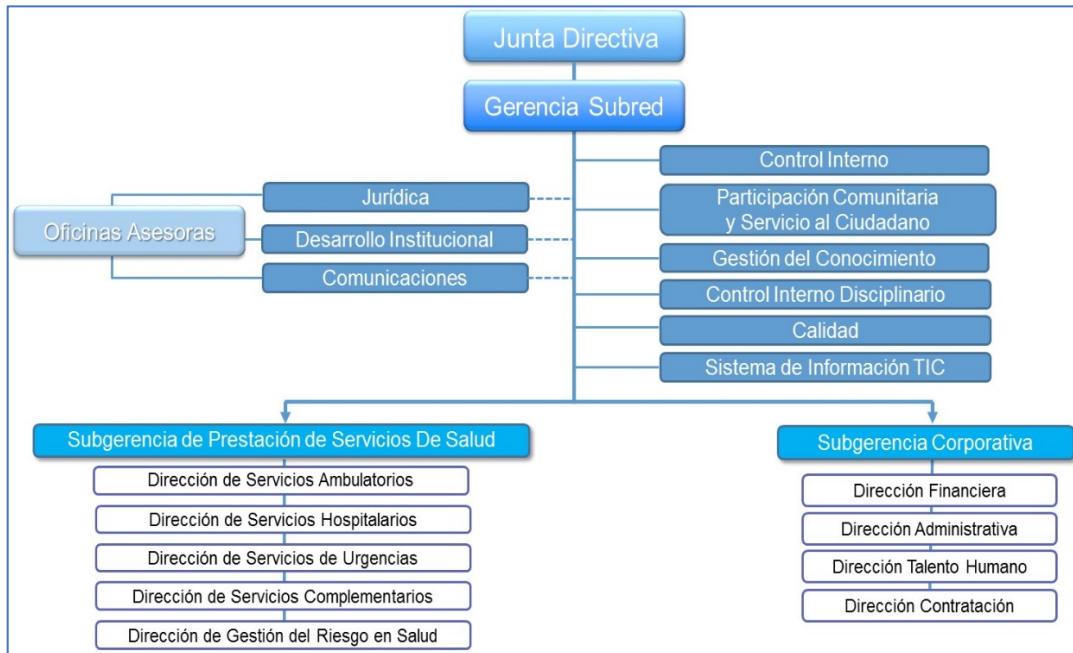 Junta Directiva
Gerencia Subred
Control Interno
Participación Comunitaria
y Servicio al Ciudadano
Gestión del Conocimiento
Control Interno Disciplinario
Calidad
Sistema de Información TIC
Oficinas Asesoras
Jurídica
Desarrollo Institucional
Comunicaciones
Subgerencia de Prestación de Servicios De Salud
Dirección de Servicios Ambulatorios
Dirección de Servicios Hospitalarios
Dirección de Servicios de Urgencias
Dirección de Servicios Complementarios
Dirección de Gestión del Riesgo en Salud
Subgerencia Corporativa
Dirección Financiera
Dirección Administrativa
Dirección Talento Humano
Dirección Contratación